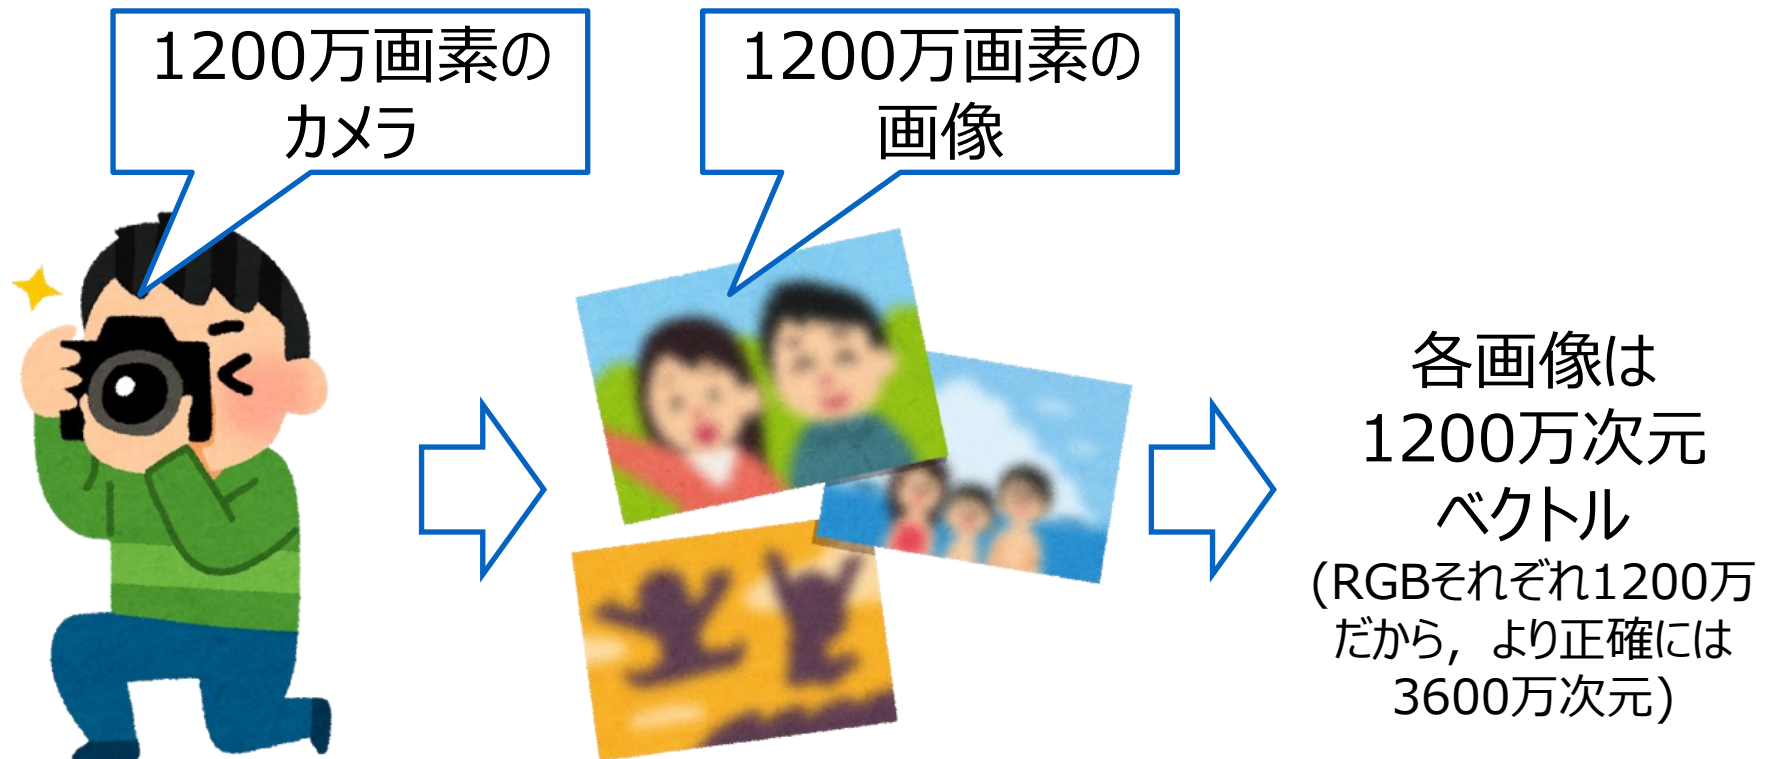 1200万画素の
カメラ
1200万画素の
画像
各画像は
1200万次元
ベクトル
(RGBそれぞれ1200万
だから，より正確には
3600万次元)